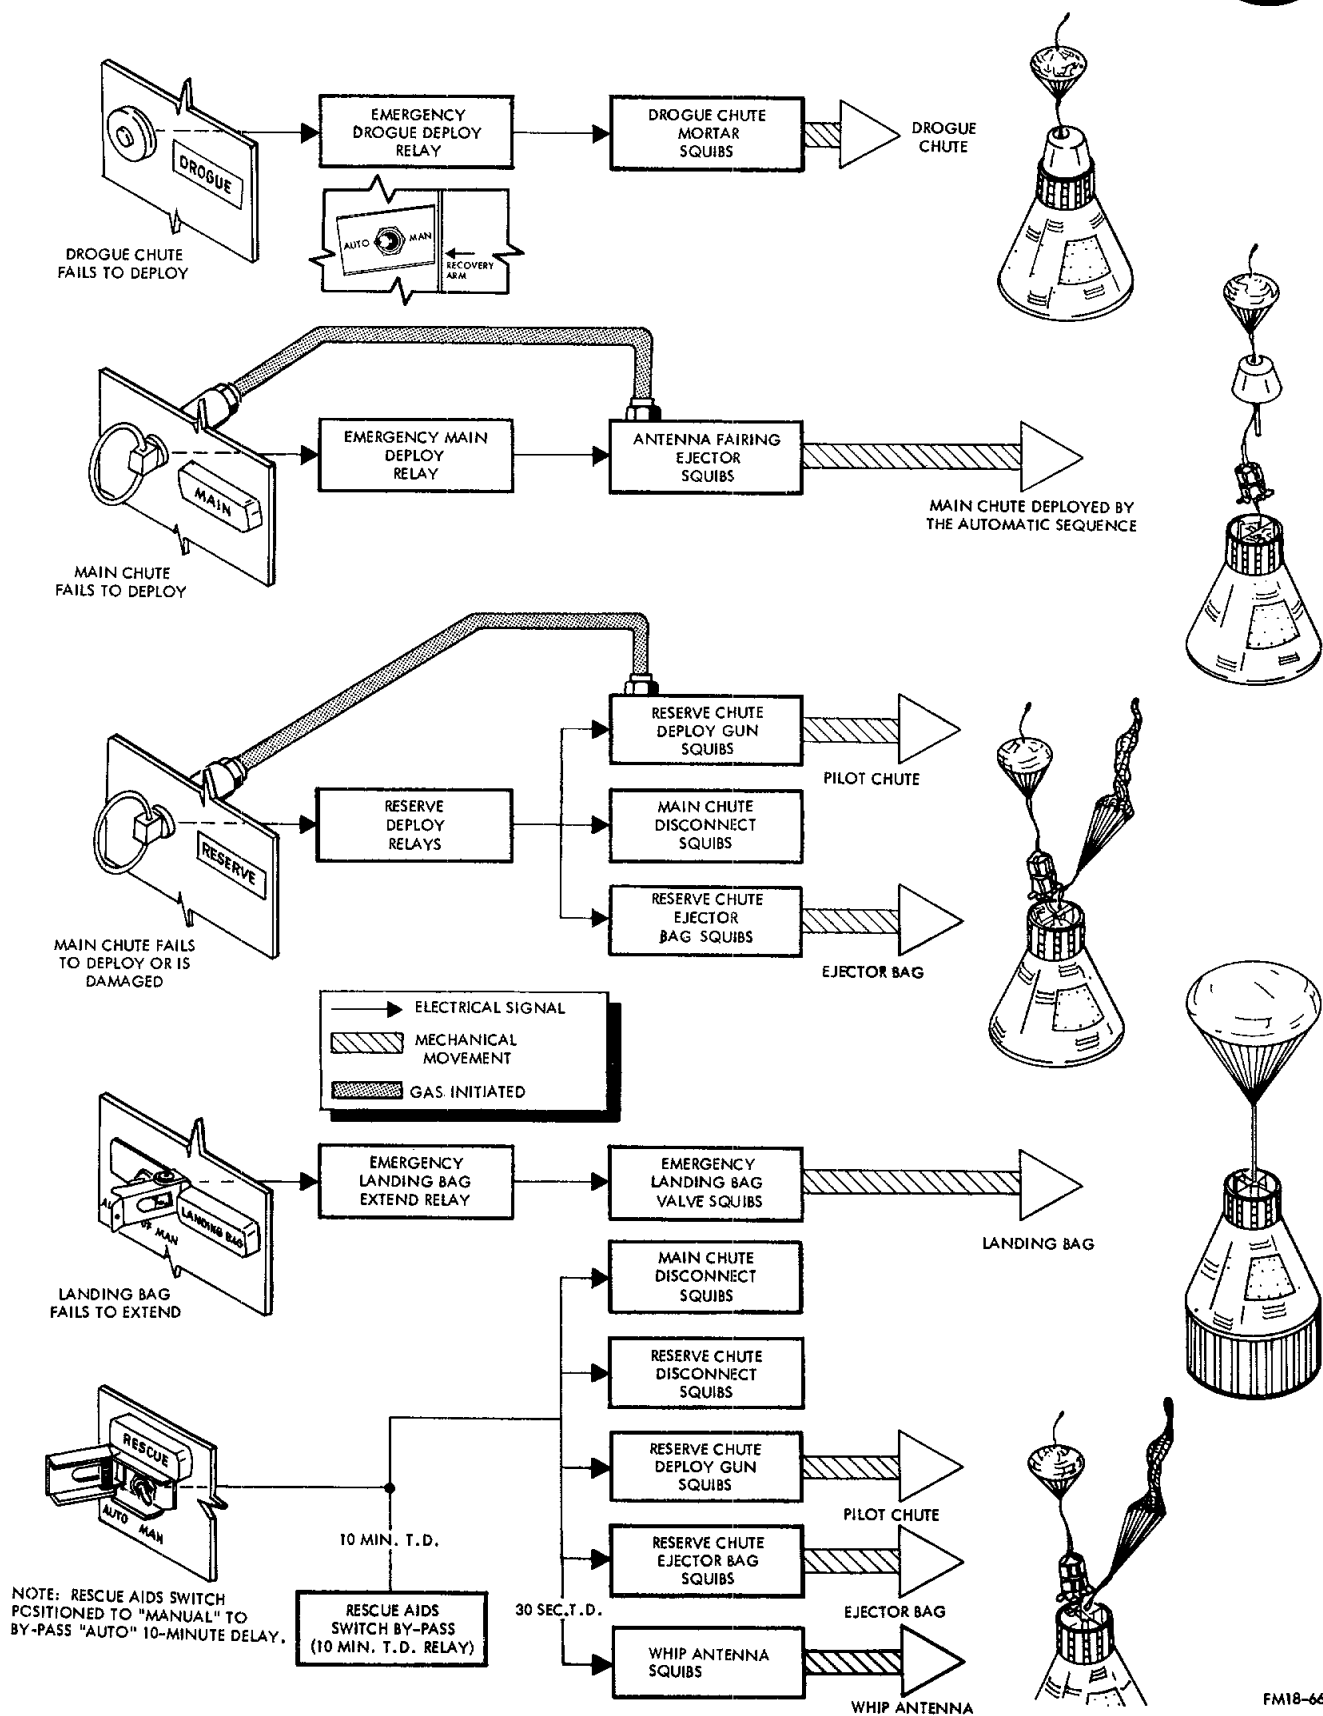 EMERGENCY
DROGUE DEPLOY
RELAY
DROGUE CHUTE
MORTAR
SQUIBS
DROGUE
CHUTE
DROGUE
DROGUE CHUTE
FAILS TO DEPLOY
AUTO
MAN
RECOVERY
ARM
EMERGENCY MAIN
DEPLOY
RELAY
ANTENNA FAIRING
EJECTOR
SQUIBS
MAIN
MAIN CHUTE DEPLOYED BY
THE AUTOMATIC SEQUENCE
MAIN CHUTE
FAILS TO DEPLOY
RESERVE CHUTE
DEPLOY GUN
SQUIBS
PILOT CHUTE
RESERVE
DEPLOY
RELAYS
MAIN CHUTE
DISCONNECT
SQUIBS
RESERVE
RESERVE CHUTE
EJECTOR
BAG SQUIBS
EJECTOR BAG
MAIN CHUTE FAILS
TO DEPLOY OR IS
DAMAGED
ELECTRICAL SIGNAL
MECHANICAL
MOVEMENT
GAS INITIATED
EMERGENCY
LANDING BAG
EXTEND RELAY
EMERGENCY
LANDING BAG
VALVE SQUIBS
LANDING BAG
MAN
LANDING BAG
LANDING BAG
FAILS TO EXTEND
MAIN CHUTE
DISCONNECT
SQUIBS
RESERVE CHUTE
DISCONNECT
SQUIBS
RESCUE
AUTO MAN
RESERVE CHUTE
DEPLOY GUN
SQUIBS
PILOT CHUTE
10 MIN. T.D.
RESERVE CHUTE
EJECTOR BAG
SQUIBS
EJECTOR BAG
NOTE: RESCUE AIDS SWITCH
POSITIONED TO "MANUAL" TO
BY-PASS "AUTO" 10-MINUTE DELAY.
RESCUE AIDS
SWITCH BY-PASS
(10 MIN. T.D. RELAY)
30 SEC.T.D.
WHIP ANTENNA
SQUIBS
WHIP ANTENNA
FM18-66